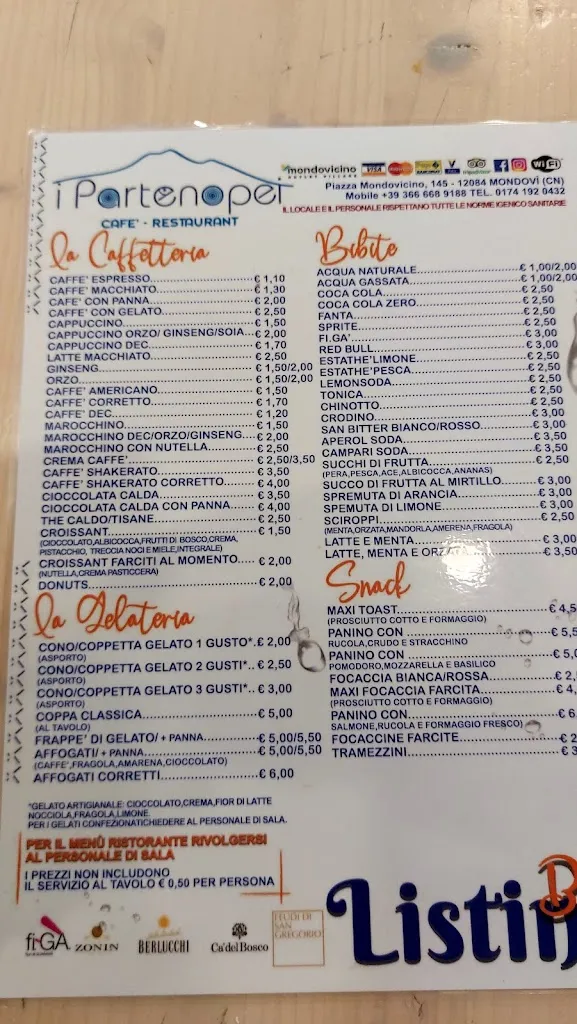 i Partenopei
CAFE' - RESTAURANT
mondovicino
OUTLET VILLAGE
VISA
tripadvisor
WiFi
Piazza Mondovicino, 145 - 12084 MONDOVÌ (CN)
Mobile +39 366 668 9188 TEL. 0174 192 0432
IL LOCALE E IL PERSONALE RISPETTANO TUTTE LE NORME IGENICO SANITARIE
la Caffetteria
CAFFE' ESPRESSO € 1,10
CAFFE' MACCHIATO € 1,30
CAFFE' CON PANNA € 2,00
CAFFE' CON GELATO € 2,50
CAPPUCCINO € 1,50
CAPPUCCINO ORZO/ GINSENG/SOIA € 2,00
CAPPUCCINO DEC € 1,70
LATTE MACCHIATO € 2,50
GINSENG € 1,50/2,00
ORZO € 1,50/2,00
CAFFE' AMERICANO € 1,50
CAFFE' CORRETTO € 1,70
CAFFE' DEC € 1,20
MAROCCHINO € 1,50
MAROCCHINO DEC/ORZO/GINSENG € 2,00
MAROCCHINO CON NUTELLA € 2,50
CREMA CAFFE' € 2,50/3,50
CAFFE' SHAKERATO € 3,50
CAFFE' SHAKERATO CORRETTO € 4,00
CIOCCOLATA CALDA € 3,50
CIOCCOLATA CALDA CON PANNA € 4,00
THE CALDO/TISANE € 2,50
CROISSANT € 1,50
(CIOCCOLATO,ALBICOCCA,FRUTTI DI BOSCO,CREMA,
PISTACCHIO, TRECCIA NOCI E MIELE,INTEGRALE)
CROISSANT FARCITI AL MOMENTO € 2,00
(NUTELLA,CREMA PASTICCERA)
DONUTS € 2,00
la Gelateria
CONO/COPPETTA GELATO 1 GUSTO* € 2,00
(ASPORTO)
CONO/COPPETTA GELATO 2 GUSTI* € 2,50
(ASPORTO)
CONO/COPPETTA GELATO 3 GUSTI* € 3,00
(ASPORTO)
COPPA CLASSICA € 5,00
(AL TAVOLO)
FRAPPE' DI GELATO/ + PANNA € 5,00/5,50
AFFOGATI/ + PANNA € 5,00/5,50
(CAFFE',FRAGOLA,AMARENA,CIOCCOLATO)
AFFOGATI CORRETTI € 6,00
*GELATO ARTIGIANALE: CIOCCOLATO,CREMA,FIOR DI LATTE
NOCCIOLA,FRAGOLA,LIMONE.
PER I GELATI CONFEZIONATICHIEDERE AL PERSONALE DI SALA.
PER IL MENÙ RISTORANTE RIVOLGERSI
AL PERSONALE DI SALA
I PREZZI NON INCLUDONO
IL SERVIZIO AL TAVOLO € 0,50 PER PERSONA
Bibite
ACQUA NATURALE € 1,00/2,00
ACQUA GASSATA € 1,00/2,00
COCA COLA € 2,50
COCA COLA ZERO € 2,50
FANTA € 2,50
SPRITE € 2,50
FI.GA' € 3,00
RED BULL € 3,00
ESTATHE'LIMONE € 2,50
ESTATHE'PESCA € 2,50
LEMONSODA € 2,50
TONICA € 2,50
CHINOTTO € 2,50
CRODINO € 3,00
SAN BITTER BIANCO/ROSSO € 3,00
APEROL SODA € 3,50
CAMPARI SODA € 3,50
SUCCHI DI FRUTTA € 2,50
(PERA,PESCA,ACE,ALBICOCCA,ANANAS)
SUCCO DI FRUTTA AL MIRTILLO € 3,00
SPREMUTA DI ARANCIA € 3,00
SPEMUTA DI LIMONE € 3,00
SCIROPPI € 2,50
(MENTA,ORZATA,MANDORLA,AMERENA,FRAGOLA)
LATTE E MENTA € 3,00
LATTE, MENTA E ORZATA € 3,50
Snack
MAXI TOAST € 4,5
(PROSCIUTTO COTTO E FORMAGGIO)
PANINO CON € 5,5
RUCOLA,CRUDO E STRACCHINO
PANINO CON € 5,0
POMODORO,MOZZARELLA E BASILICO
FOCACCIA BIANCA/ROSSA € 2,
MAXI FOCACCIA FARCITA € 4,
(PROSCIUTTO COTTO E FORMAGGIO)
PANINO CON € 6
SALMONE,RUCOLA E FORMAGGIO FRESCO)
FOCACCINE FARCITE € 2
TRAMEZZINI € 3
fi·GA
ZONIN
BERLUCCHI
Ca'del Bosco
FEUDI DI
SAN
GREGORIO
B
Listin